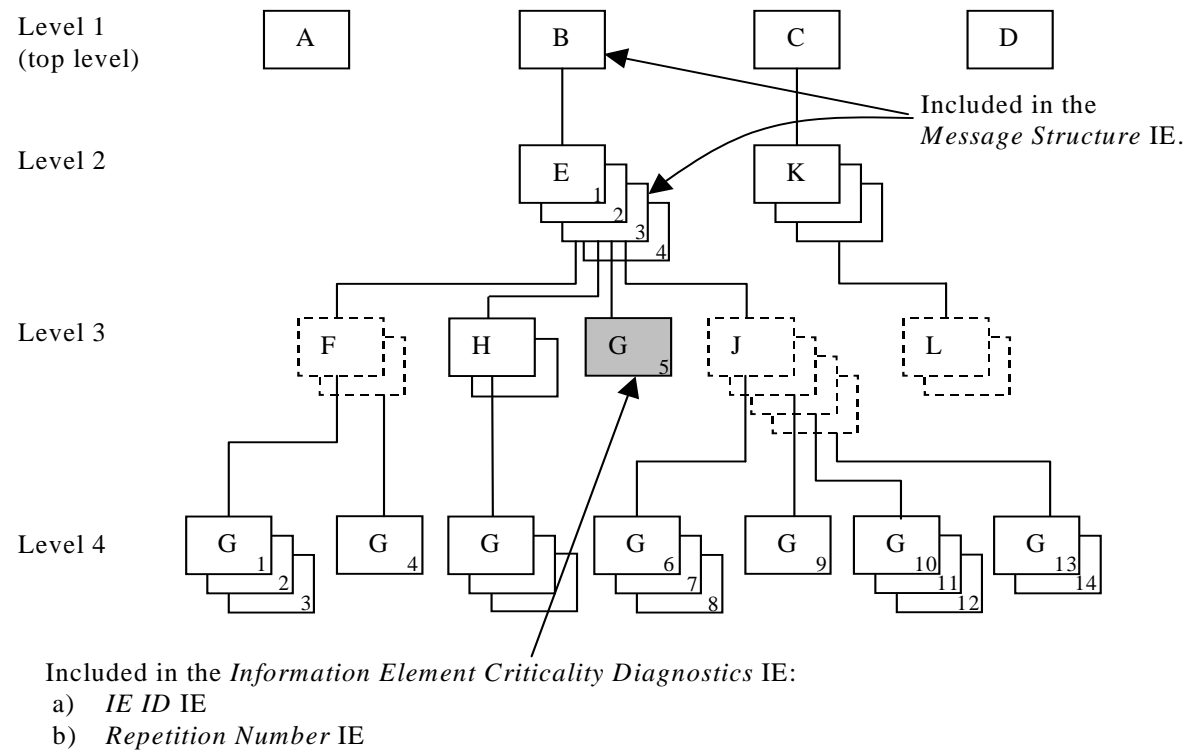 Level 1
(top level)
A
B
C
D
Included in the
Message Structure IE.
Level 2
E
1
2
3
4
K
Level 3
F
H
G
5
J
L
Level 4
G
1
2
3
G
4
G
G
6
7
8
G
9
G
10
11
12
G
13
14
Included in the Information Element Criticality Diagnostics IE:
a) IE ID IE
b) Repetition Number IE